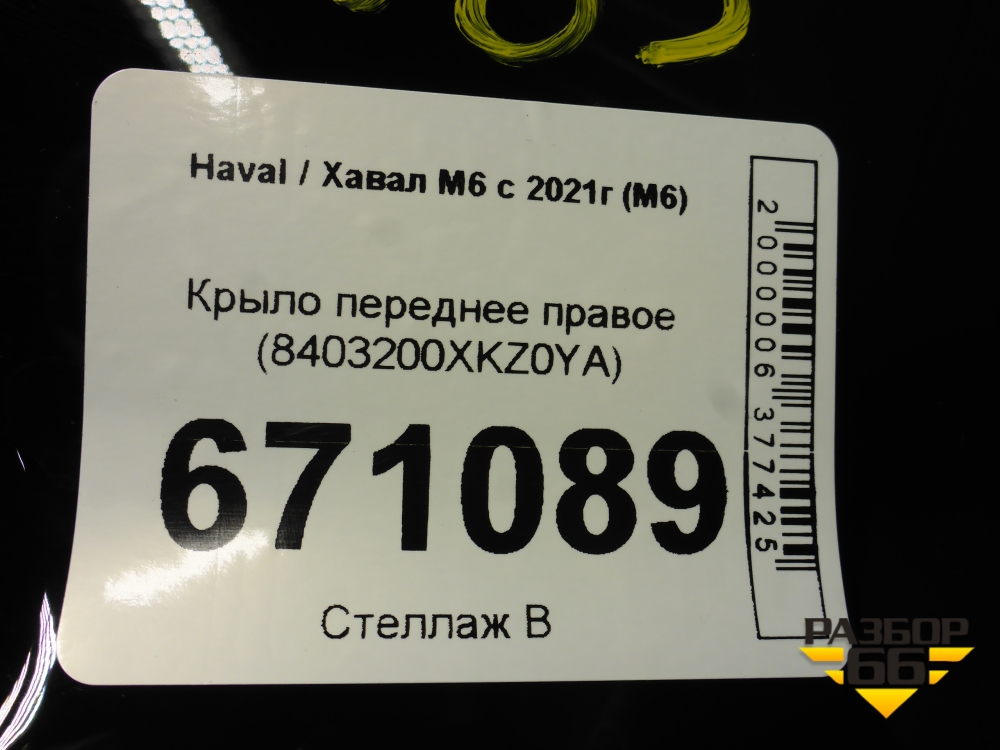 Haval / Хавал М6 с 2021г (М6)
Крыло переднее правое
(8403200XKZ0YA)
671089
Стеллаж В
2000006377425
РАЗБОР
66